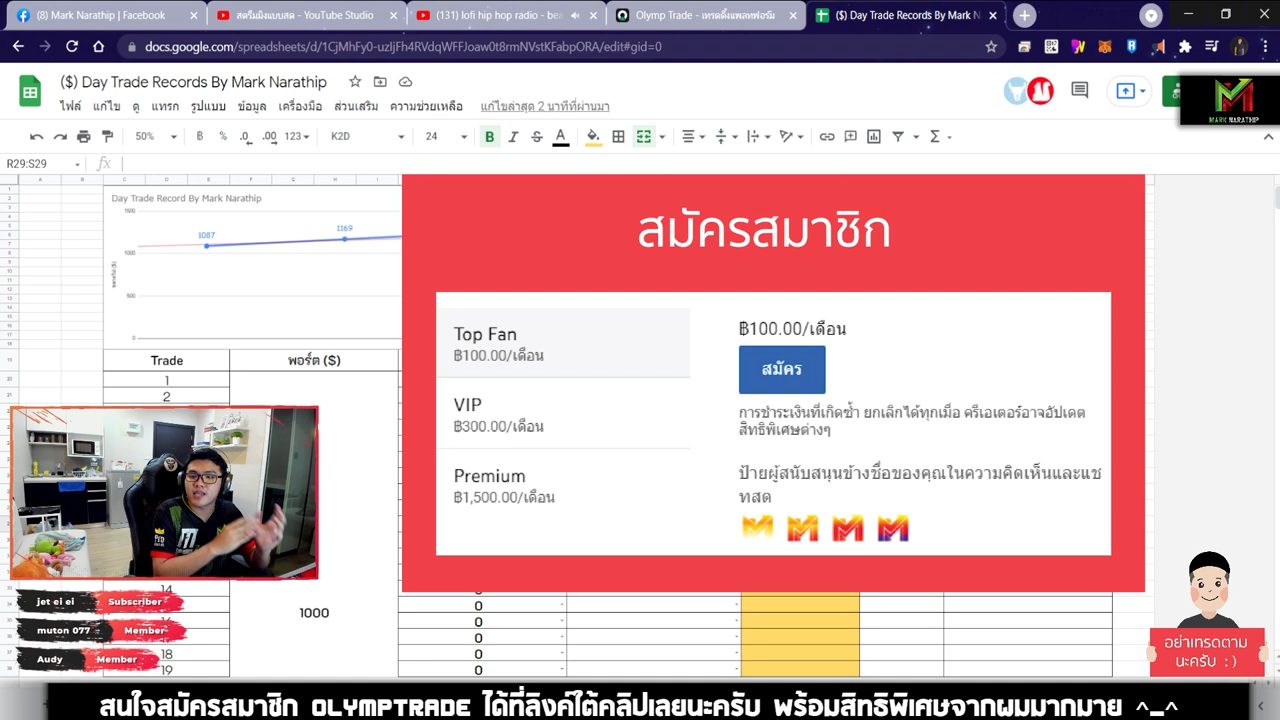 (8) Mark Narathip | Facebook
สตรีมมิงแบบสด - YouTube Studio
(131) lofi hip hop radio - bea
Olymp Trade - เทรดดิ้งแพลทฟอร์ม
($) Day Trade Records By Mark N
docs.google.com/spreadsheets/d/1CjMhFy0-uzIjFh4RVdqWFFJoaw0t8rmNVstKFabpORA/edit#gid=0
($) Day Trade Records By Mark Narathip
ไฟล์ แก้ไข ดู แทรก รูปแบบ ข้อมูล เครื่องมือ ส่วนเสริม ความช่วยเหลือ แก้ไขล่าสุด 2 นาทีที่ผ่านมา
MARK NARATHIP
50% ฿ % .0 .00 123 K2D 24 B I S A
R29:S29 fx
Day Trade Record By Mark Narathip
1500
1087
1169
1000
500
0
Trade พอร์ต ($)
1
2
สมัครสมาชิก
Top Fan
฿100.00/เดือน
VIP
฿300.00/เดือน
Premium
฿1,500.00/เดือน
฿100.00/เดือน
สมัคร
การชำระเงินที่เกิดซ้ำ ยกเลิกได้ทุกเมื่อ ครีเอเตอร์อาจอัปเดต
สิทธิพิเศษต่างๆ
ป้ายผู้สนับสนุนข้างชื่อของคุณในความคิดเห็นและแช
ทสด
14
18
19
1000
0
0
0
0
0
jet ei ei Subscriber
muton 077 Member
Audy Member
อย่าเทรดตาม
นะครับ : )
สนใจสมัครสมาชิก OLYMPTRADE ได้ที่ลิงค์ใต้คลิปเลยนะครับ พร้อมสิทธิพิเศษจากผมมากมาย ^_^